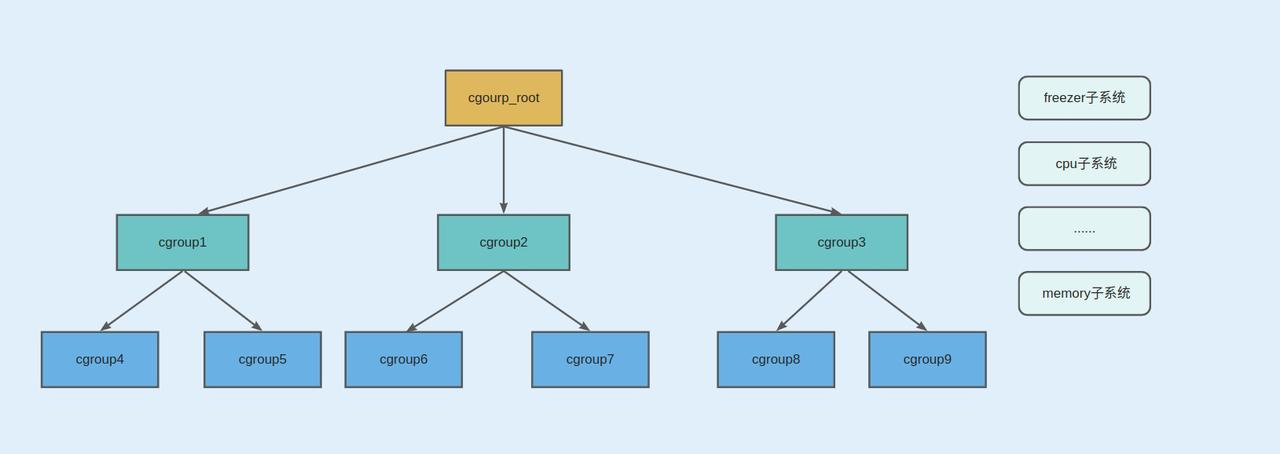 cgourp_root
cgroup1
cgroup2
cgroup3
cgroup4
cgroup5
cgroup6
cgroup7
cgroup8
cgroup9
freezer子系统
cpu子系统
......
memory子系统